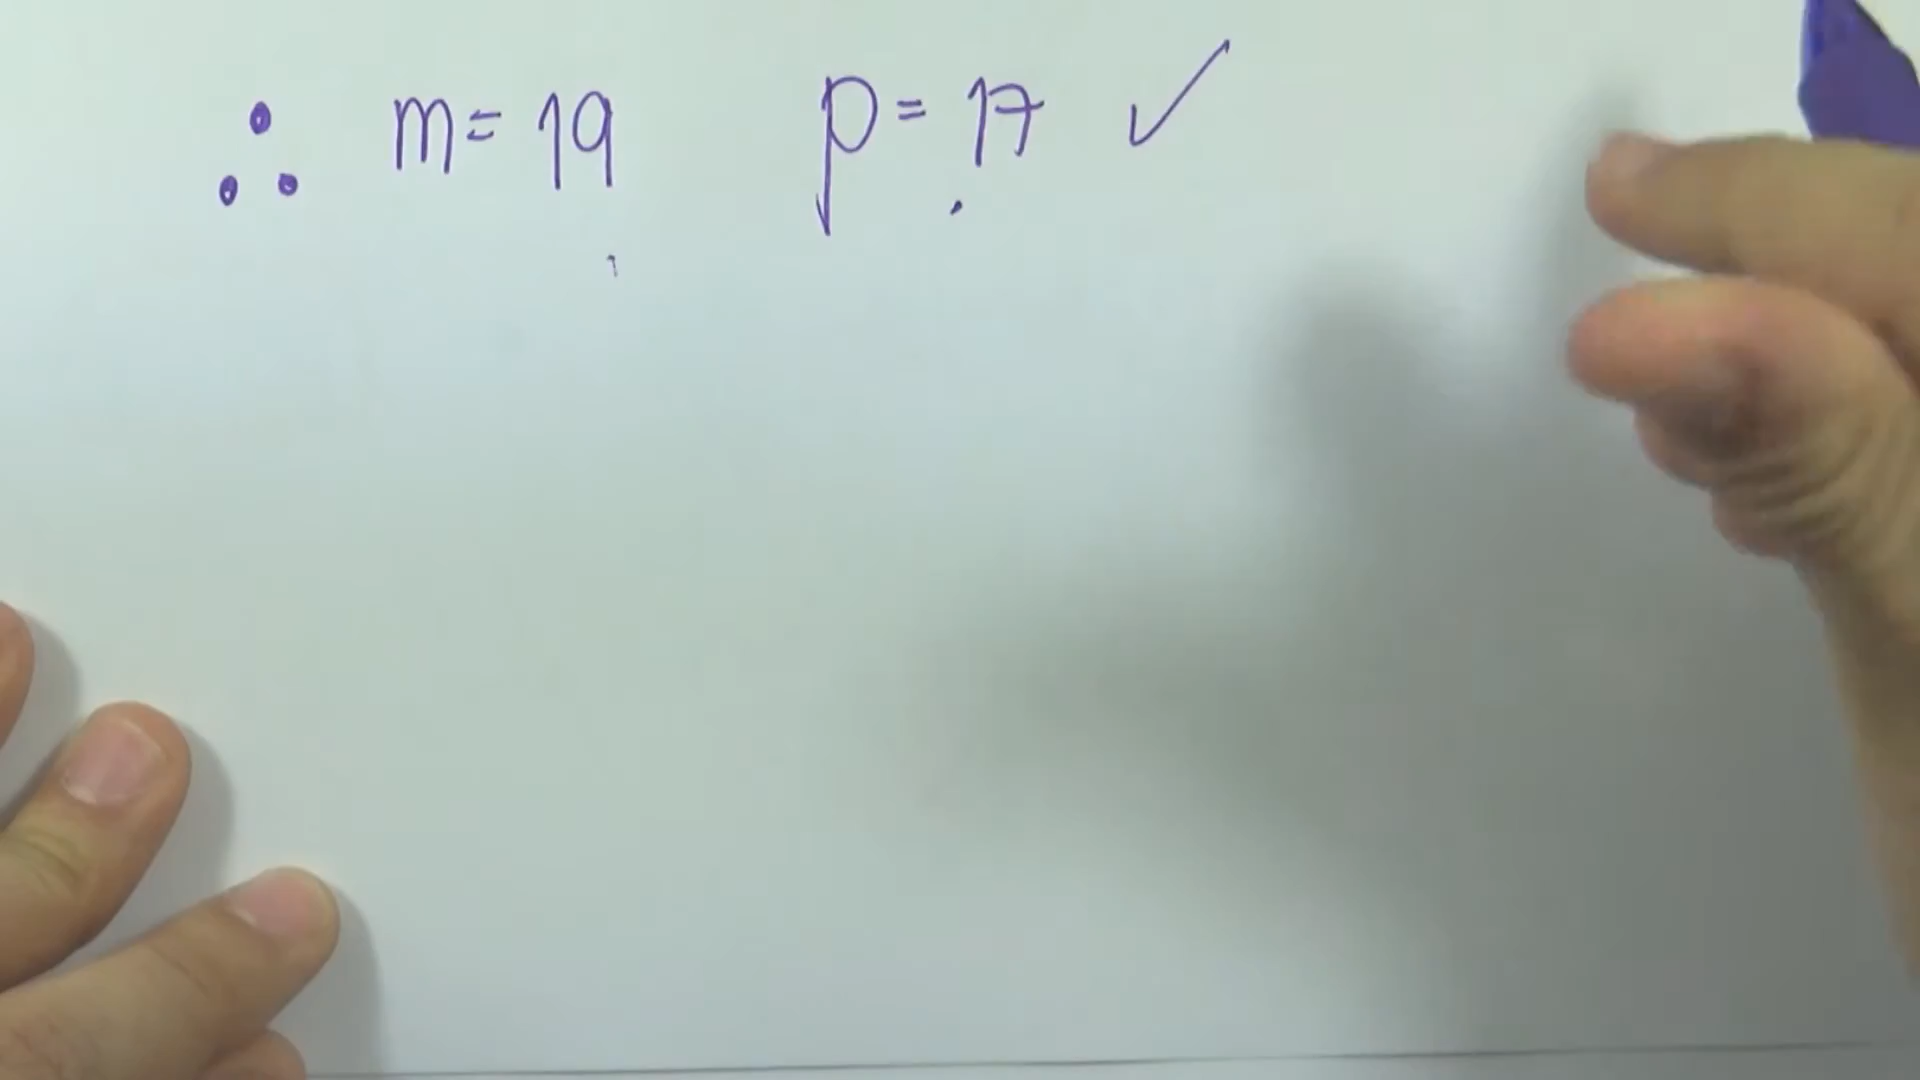 ∴ m = 19 p = 17 ✓